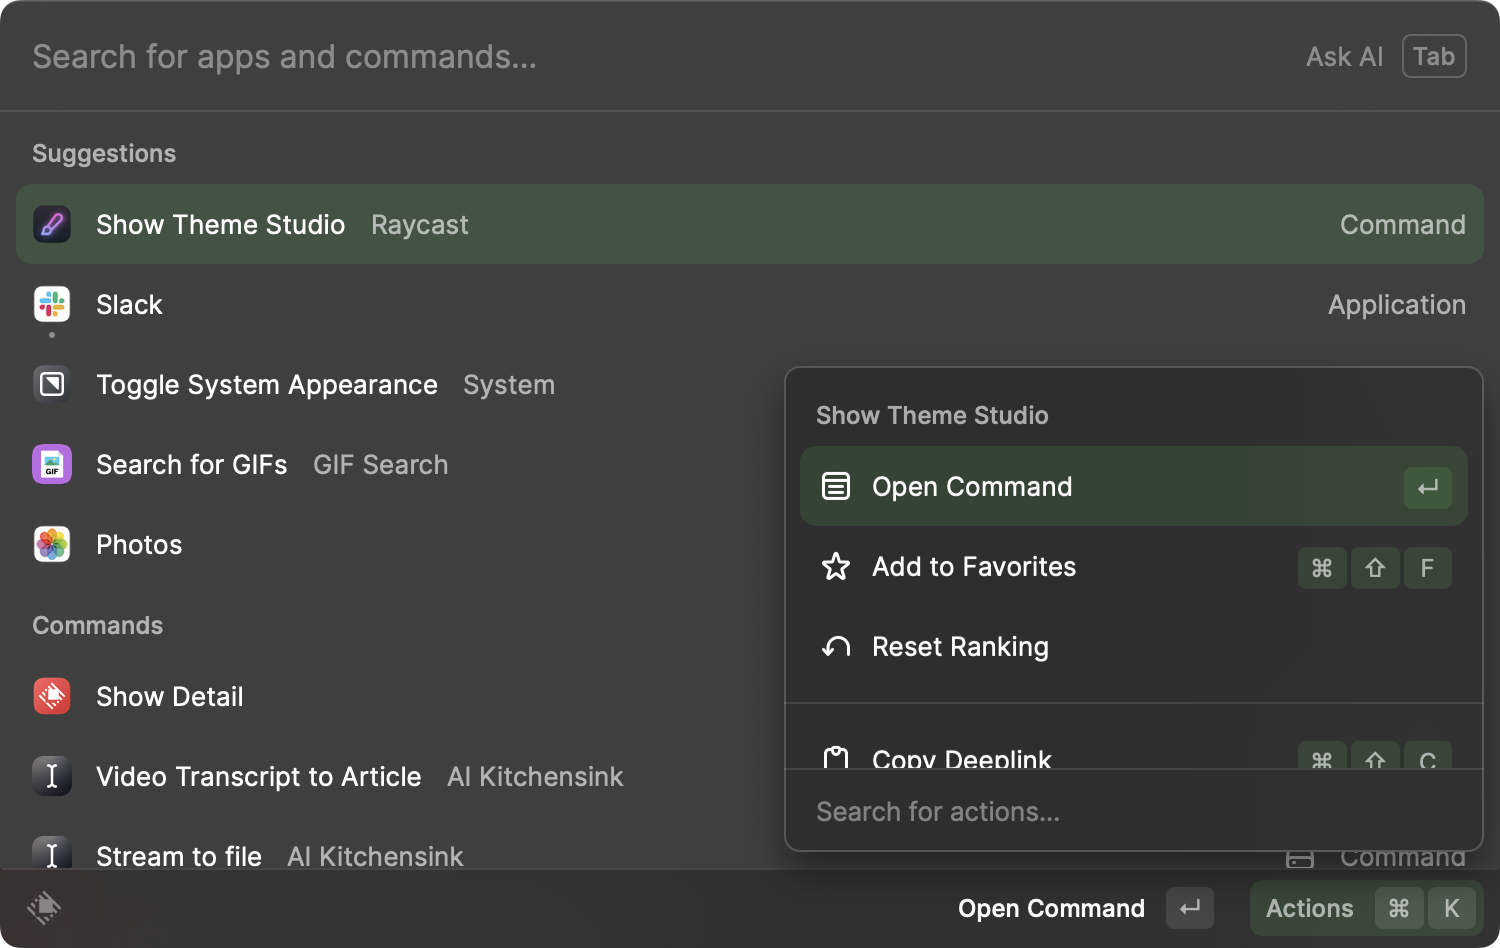 Search for apps and commands...
Ask AI Tab
Suggestions
Show Theme Studio Raycast Command
Slack Application
Toggle System Appearance System
Search for GIFs GIF Search
GIF
Photos
Commands
Show Detail
Video Transcript to Article AI Kitchensink
Stream to file AI Kitchensink Command
Show Theme Studio
Open Command ↵
Add to Favorites ⌘ ⇧ F
Reset Ranking
Copy Deeplink ⌘ ⇧ C
Search for actions...
Open Command ↵ Actions ⌘ K